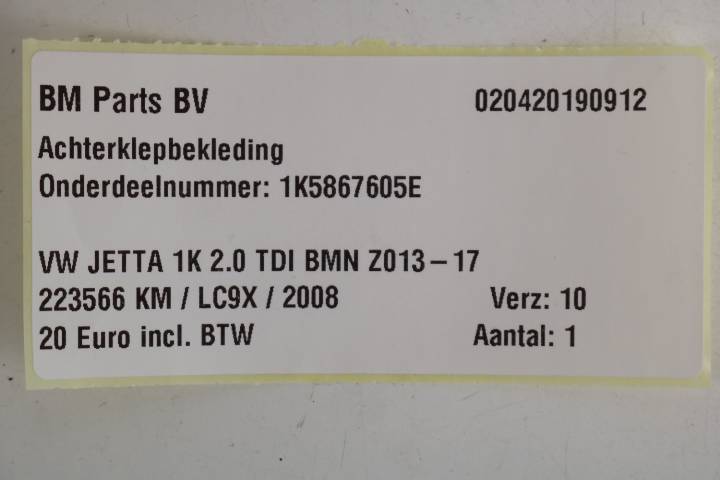 BM Parts BV 020420190912
Achterklepbekleding
Onderdeelnummer: 1K5867605E
VW JETTA 1K 2.0 TDI BMN Z013-17
223566 KM / LC9X / 2008 Verz: 10
20 Euro incl. BTW Aantal: 1